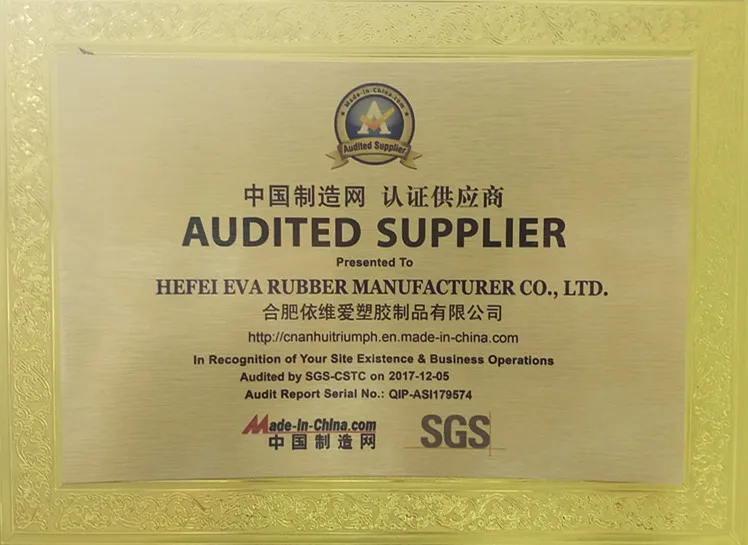 Made-in-China.com
A
Audited Supplier
中国制造网 认证供应商
AUDITED SUPPLIER
Presented To
HEFEI EVA RUBBER MANUFACTURER CO., LTD.
合肥依维爱塑胶制品有限公司
http://cnanhuitriumph.en.made-in-china.com
In Recognition of Your Site Existence & Business Operations
Audited by SGS-CSTC on 2017-12-05
Audit Report Serial No.: QIP-ASI179574
Made-in-China.com
中国制造网
SGS